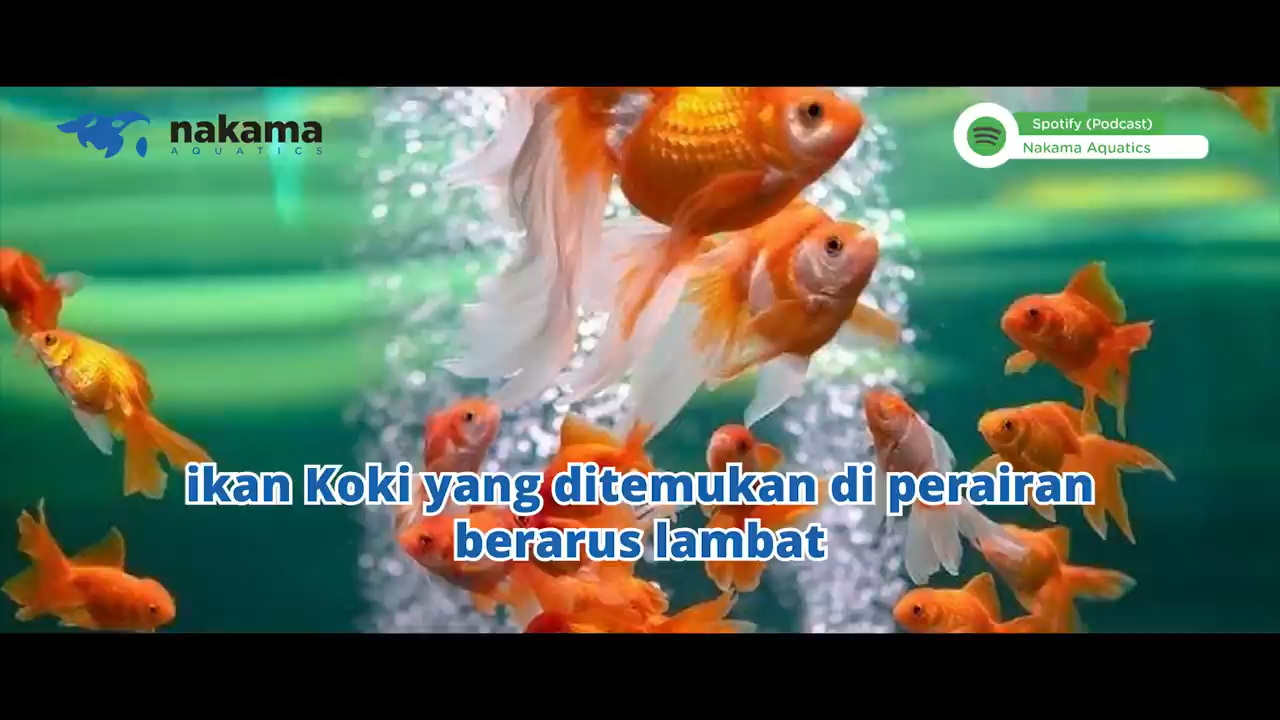 nakama
AQUATICS
Spotify (Podcast)
Nakama Aquatics
ikan Koki yang ditemukan di perairan
berarus lambat